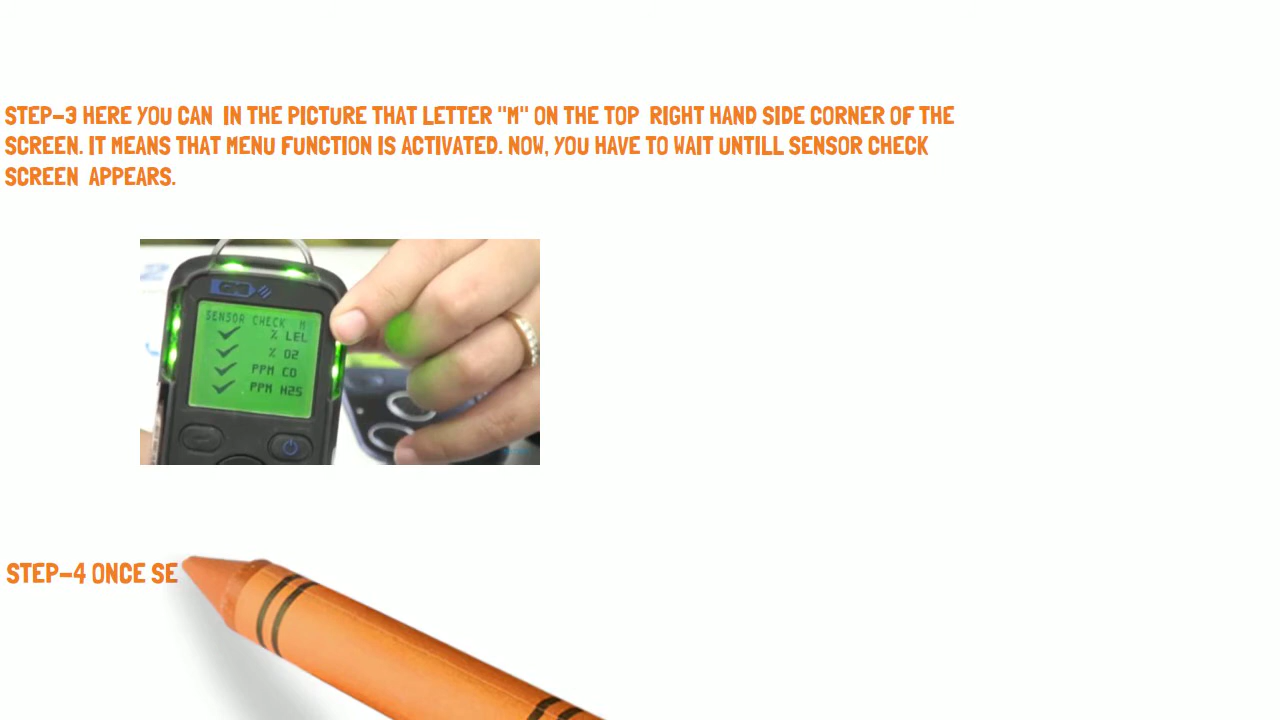 STEP-3 HERE YOU CAN IN THE PICTURE THAT LETTER "M" ON THE TOP RIGHT HAND SIDE CORNER OF THE
SCREEN. IT MEANS THAT MENU FUNCTION IS ACTIVATED. NOW, YOU HAVE TO WAIT UNTILL SENSOR CHECK
SCREEN APPEARS.
SENSOR CHECK M
% LEL
% O2
PPM CO
PPM H2S
STEP-4 ONCE SE